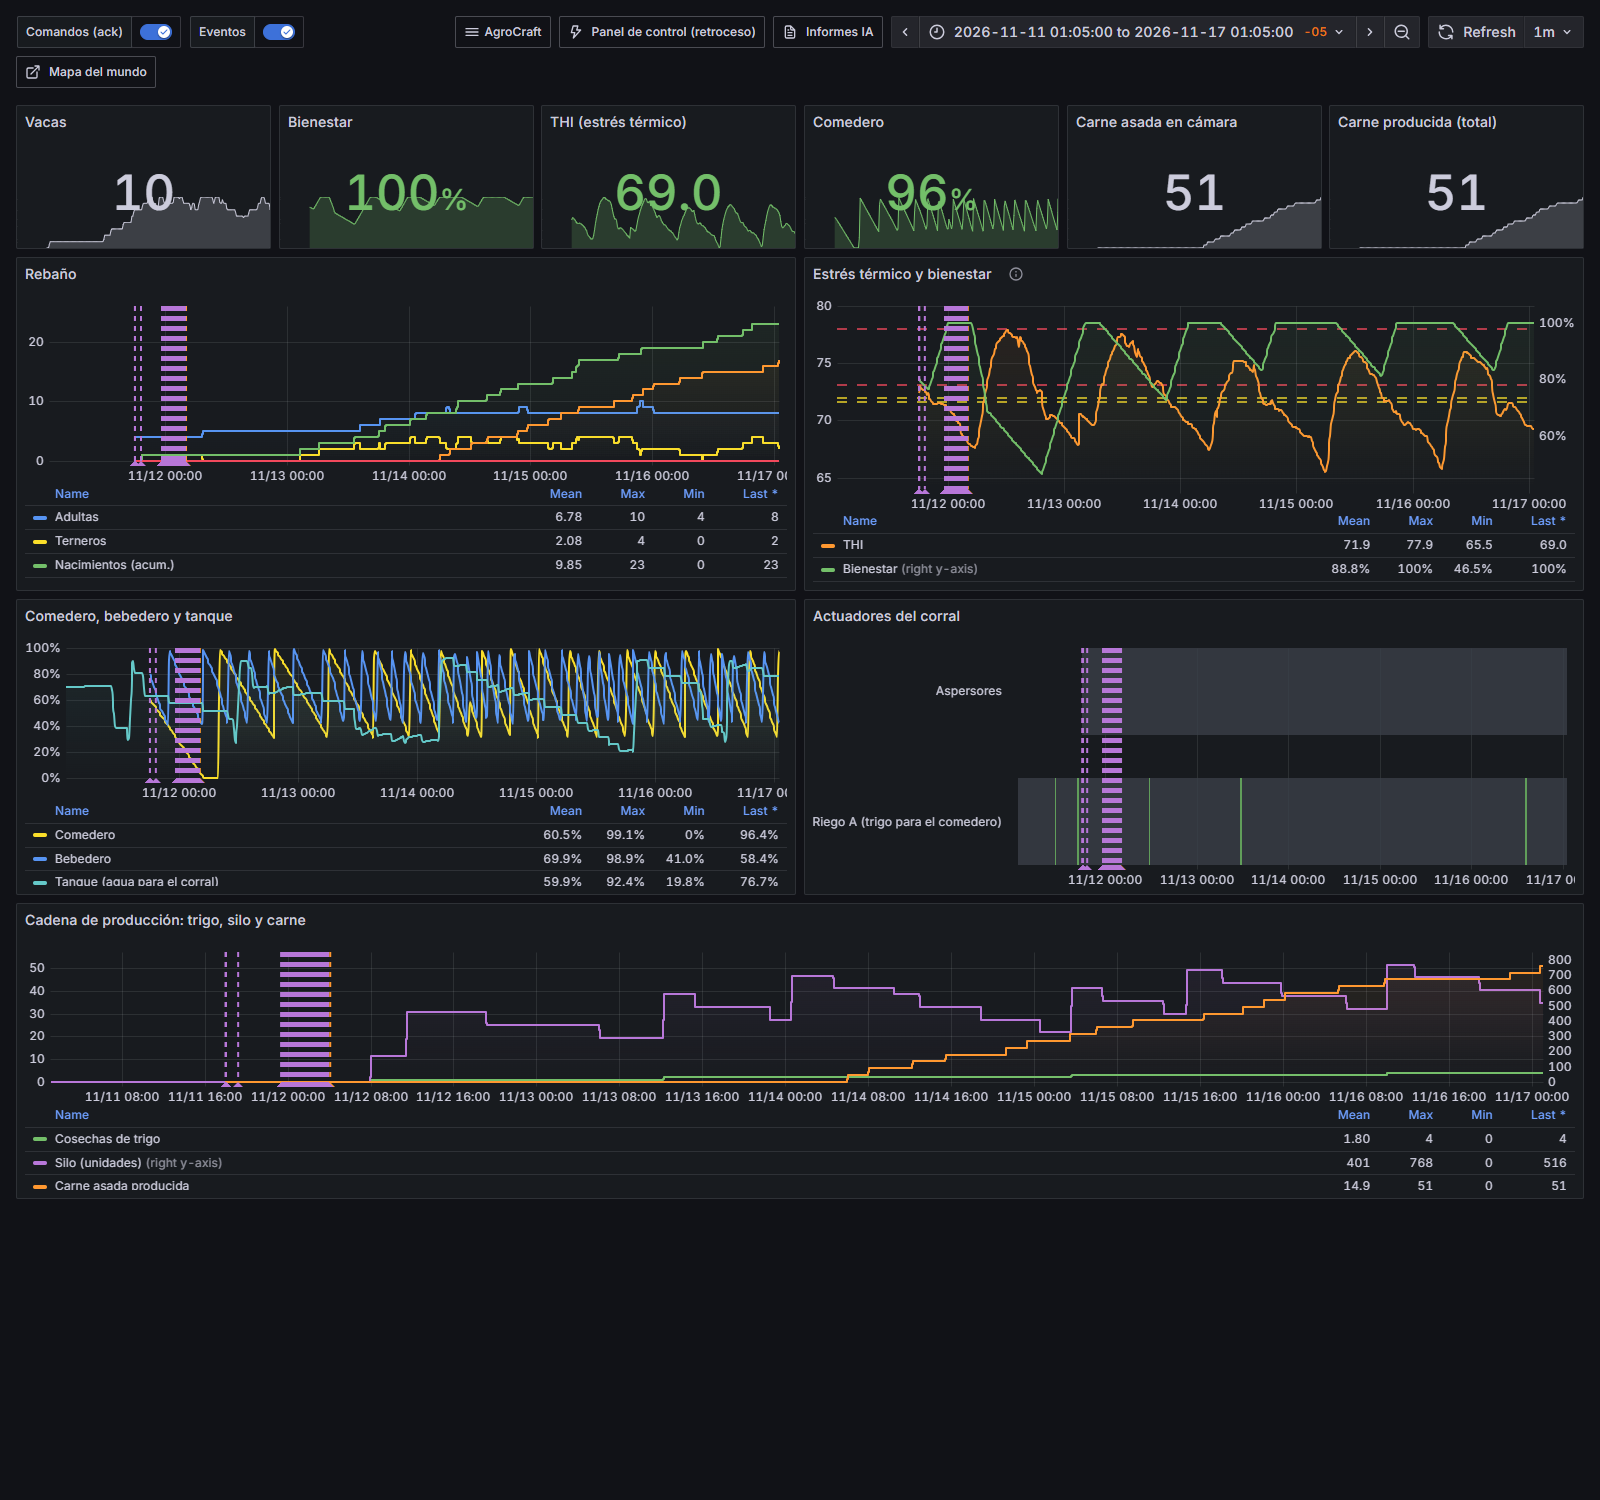 Comandos (ack)
Eventos
AgroCraft
Panel de control (retroceso)
Informes IA
2026-11-11 01:05:00 to 2026-11-17 01:05:00 -05
Refresh
1m
Mapa del mundo
Vacas
10
Bienestar
100%
THI (estrés térmico)
69.0
Comedero
96%
Carne asada en cámara
51
Carne producida (total)
51
Rebaño
20
10
0
11/12 00:00 11/13 00:00 11/14 00:00 11/15 00:00 11/16 00:00 11/17 0(
Name Mean Max Min Last *
Adultas 6.78 10 4 8
Terneros 2.08 4 0 2
Nacimientos (acum.) 9.85 23 0 23
Estrés térmico y bienestar
80
75
70
65
100%
80%
60%
11/12 00:00 11/13 00:00 11/14 00:00 11/15 00:00 11/16 00:00 11/17 00:00
Name Mean Max Min Last *
THI 71.9 77.9 65.5 69.0
Bienestar (right y-axis) 88.8% 100% 46.5% 100%
Comedero, bebedero y tanque
100%
80%
60%
40%
20%
0%
11/12 00:00 11/13 00:00 11/14 00:00 11/15 00:00 11/16 00:00 11/17 0(
Name Mean Max Min Last *
Comedero 60.5% 99.1% 0% 96.4%
Bebedero 69.9% 98.9% 41.0% 58.4%
Tanque (agua para el corral) 59.9% 92.4% 19.8% 76.7%
Actuadores del corral
Aspersores
Riego A (trigo para el comedero)
11/12 00:00 11/13 00:00 11/14 00:00 11/15 00:00 11/16 00:00 11/17 0(
Cadena de producción: trigo, silo y carne
50
40
30
20
10
0
800
700
600
500
400
300
200
100
0
11/11 08:00 11/11 16:00 11/12 00:00 11/12 08:00 11/12 16:00 11/13 00:00 11/13 08:00 11/13 16:00 11/14 00:00 11/14 08:00 11/14 16:00 11/15 00:00 11/15 08:00 11/15 16:00 11/16 00:00 11/16 08:00 11/16 16:00 11/17 00:00
Name Mean Max Min Last *
Cosechas de trigo 1.80 4 0 4
Silo (unidades) (right y-axis) 401 768 0 516
Carne asada producida 14.9 51 0 51